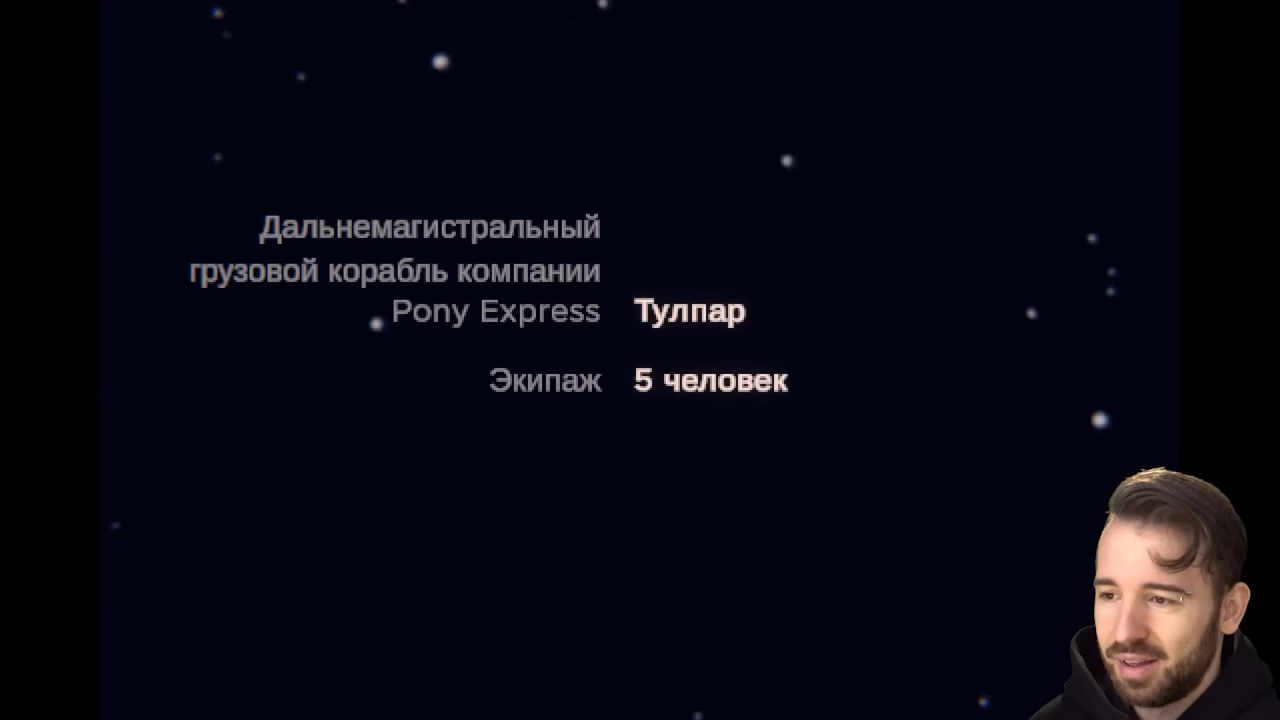 Дальнемагистральный
грузовой корабль компании
Pony Express Тулпар
Экипаж 5 человек